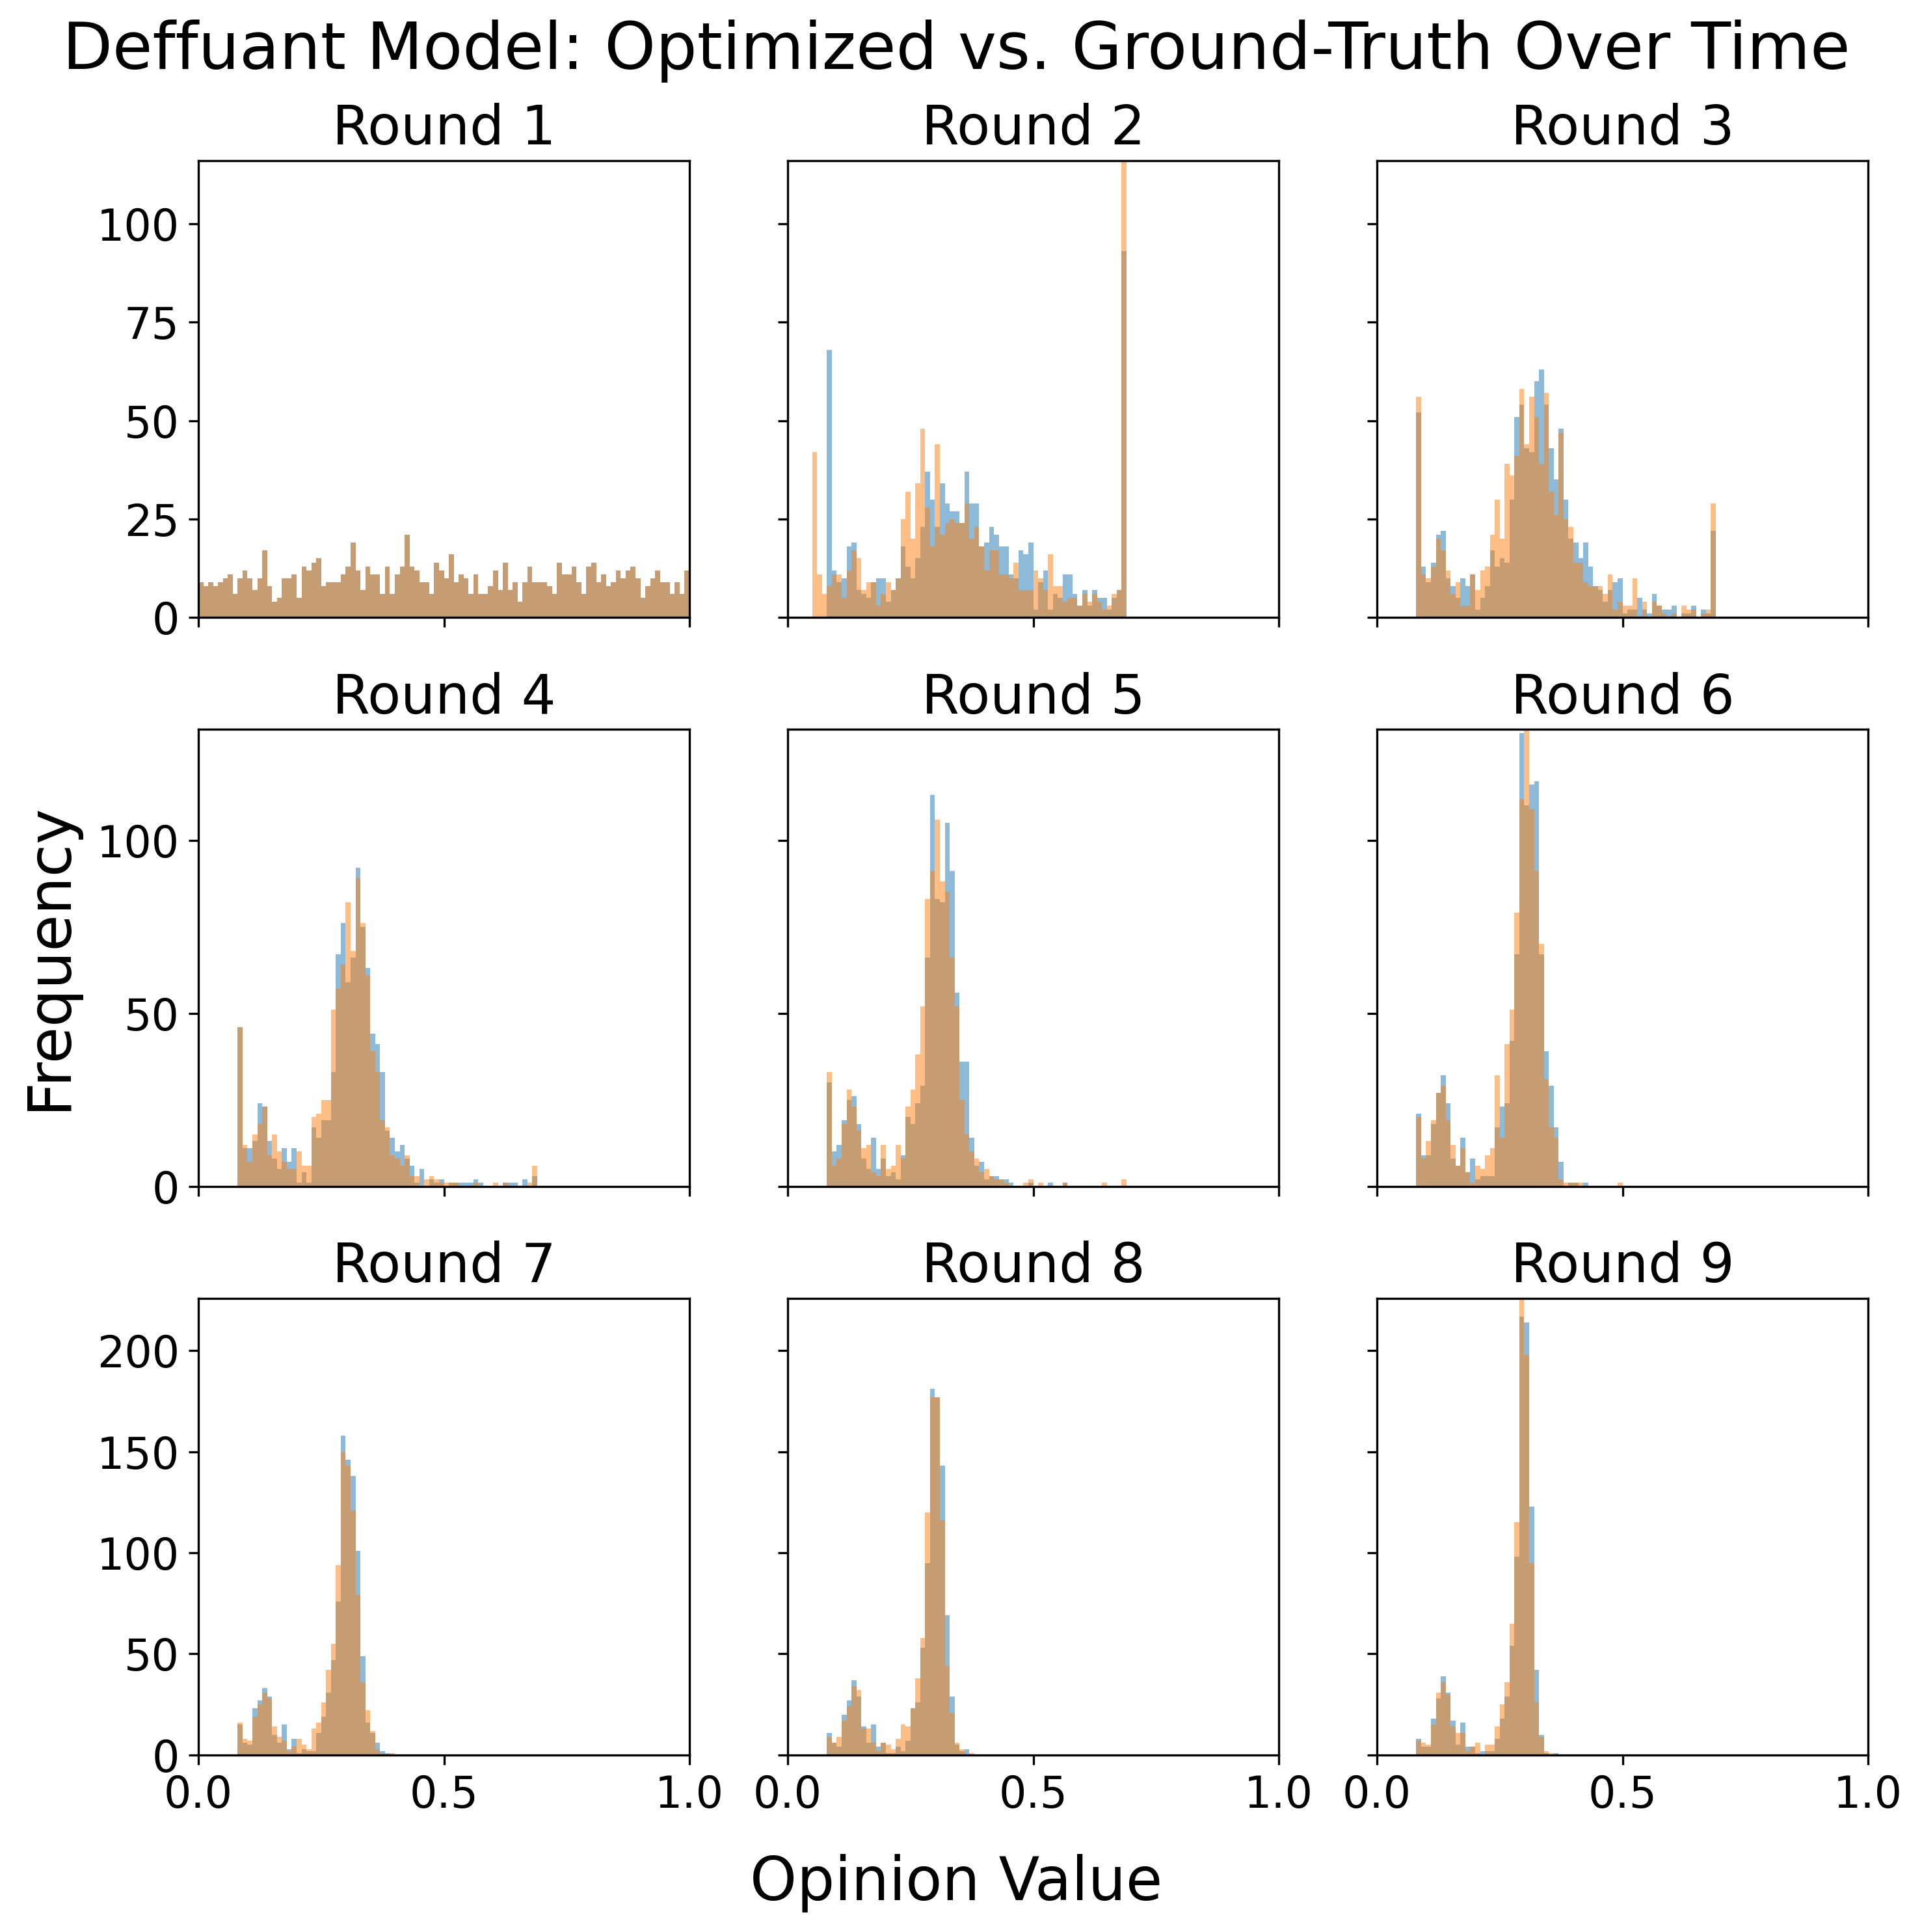 Deffuant Model: Optimized vs. Ground-Truth Over Time
Round 1
Round 2
Round 3
100
75
50
25
0
Round 4
Round 5
Round 6
Frequency
100
50
0
Round 7
Round 8
Round 9
200
150
100
50
0
0.0 0.5 1.0 0.0 0.5 1.0 0.0 0.5 1.0
Opinion Value